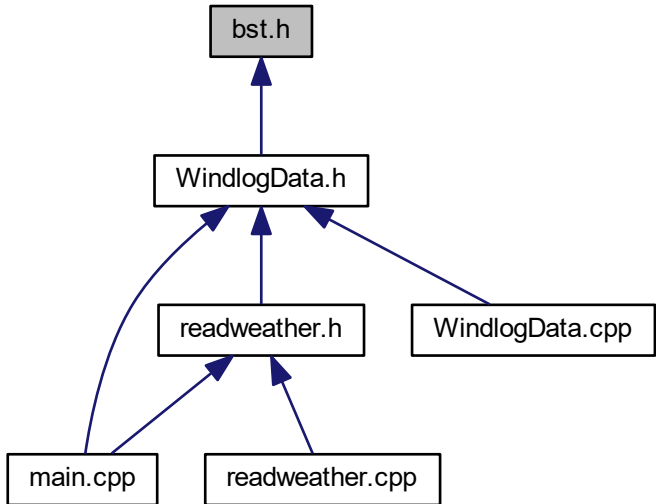 bst.h
WindlogData.h
readweather.h
WindlogData.cpp
main.cpp
readweather.cpp